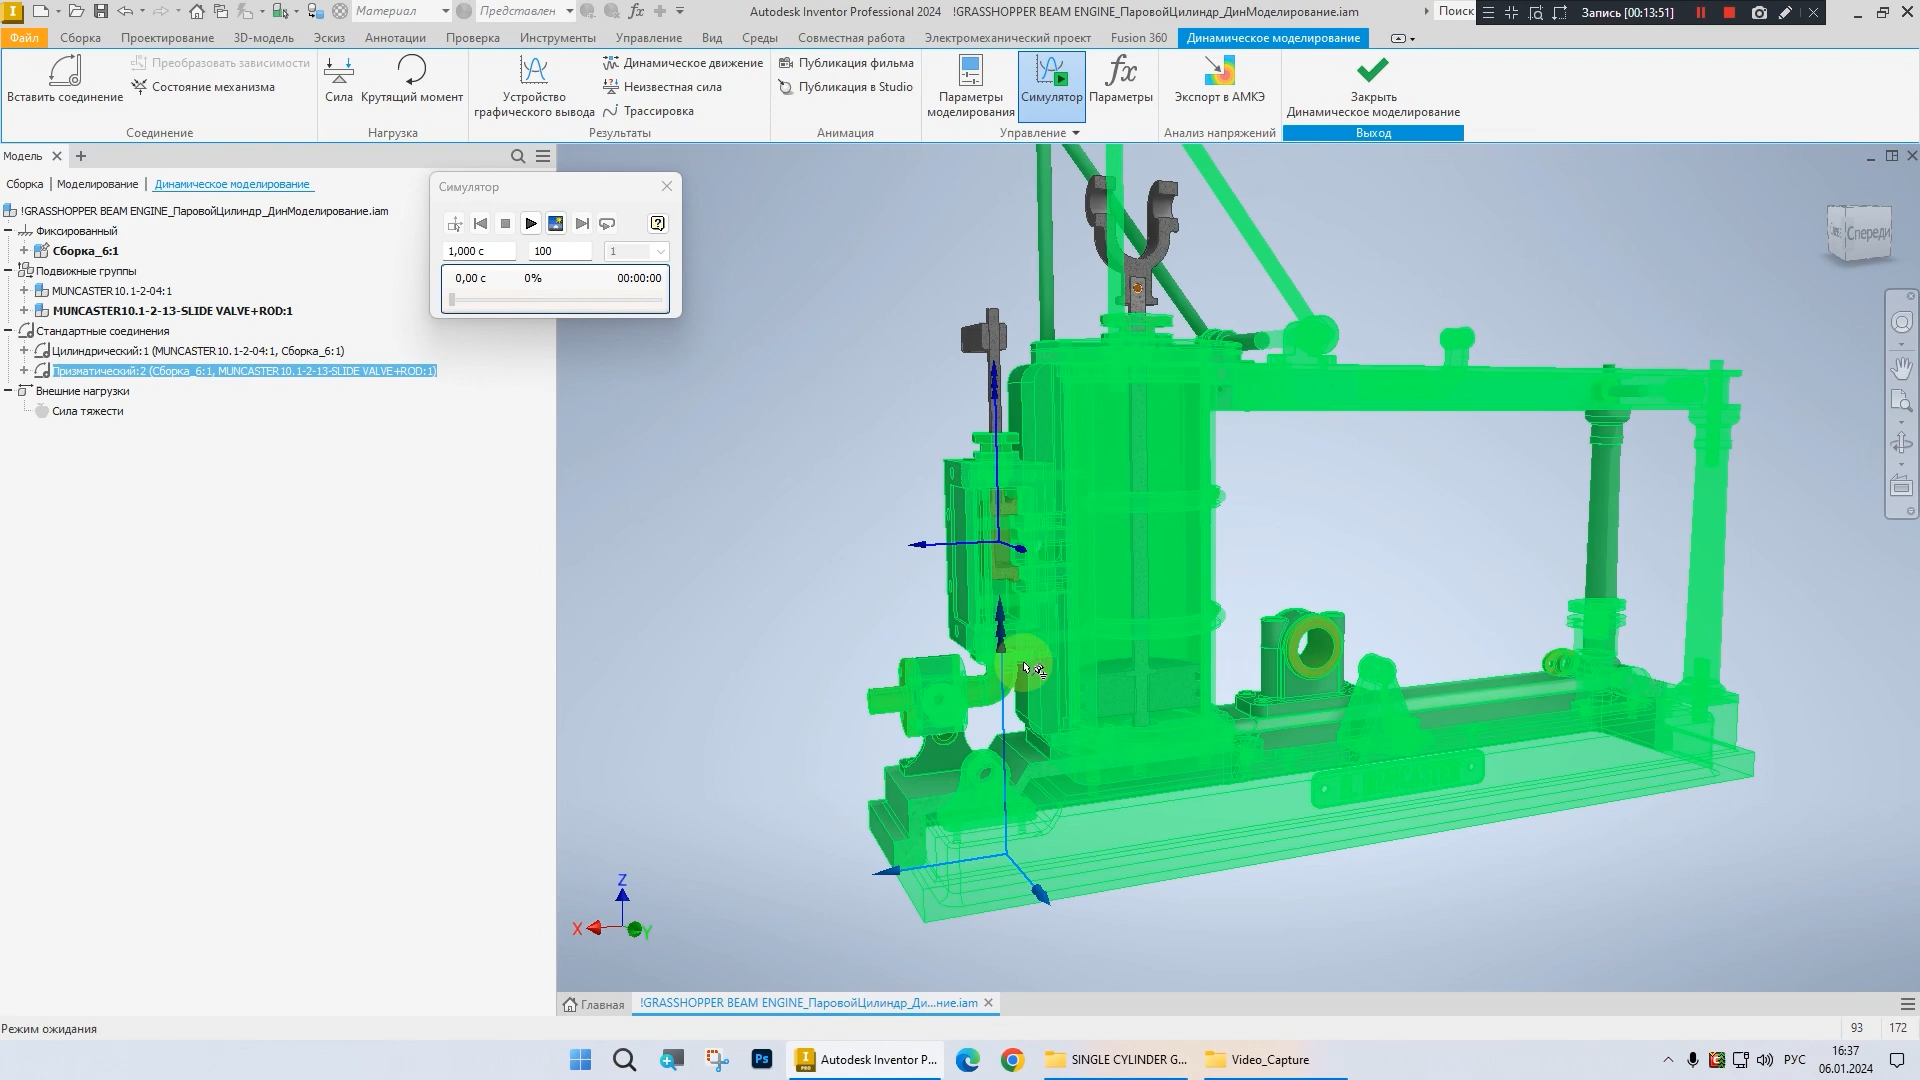 Материал
Представлен
Autodesk Inventor Professional 2024   !GRASSHOPPER BEAM ENGINE_ПаровойЦилиндр_ДинМоделирование.iam
Поиск
Запись [00:13:51]
Файл
Сборка
Проектирование
3D-модель
Эскиз
Аннотации
Проверка
Инструменты
Управление
Вид
Среды
Совместная работа
Электромеханический проект
Fusion 360
Динамическое моделирование
Вставить соединение
Преобразовать зависимости
Состояние механизма
Соединение
Сила
Крутящий момент
Нагрузка
Устройство
графического вывода
Динамическое движение
Неизвестная сила
Трассировка
Результаты
Публикация фильма
Публикация в Studio
Анимация
Параметры
моделирования
Симулятор
fx
Параметры
Управление
Экспорт в АМКЭ
Анализ напряжений
Закрыть
Динамическое моделирование
Выход
Модель
Сборка | Моделирование | Динамическое моделирование
!GRASSHOPPER BEAM ENGINE_ПаровойЦилиндр_ДинМоделирование.iam
Фиксированный
Сборка_6:1
Подвижные группы
MUNCASTER10.1-2-04:1
MUNCASTER10.1-2-13-SLIDE VALVE+ROD:1
Стандартные соединения
Цилиндрический:1 (MUNCASTER10.1-2-04:1, Сборка_6:1)
Призматический:2 (Сборка_6:1, MUNCASTER10.1-2-13-SLIDE VALVE+ROD:1)
Внешние нагрузки
Сила тяжести
Симулятор
1,000 с
100
1
0,00 с
0%
00:00:00
Спереди
Z
X
Y
Главная
!GRASSHOPPER BEAM ENGINE_ПаровойЦилиндр_Ди...ние.iam
Режим ожидания
93
172
Autodesk Inventor P...
SINGLE CYLINDER G...
Video_Capture
РУС
16:37
06.01.2024